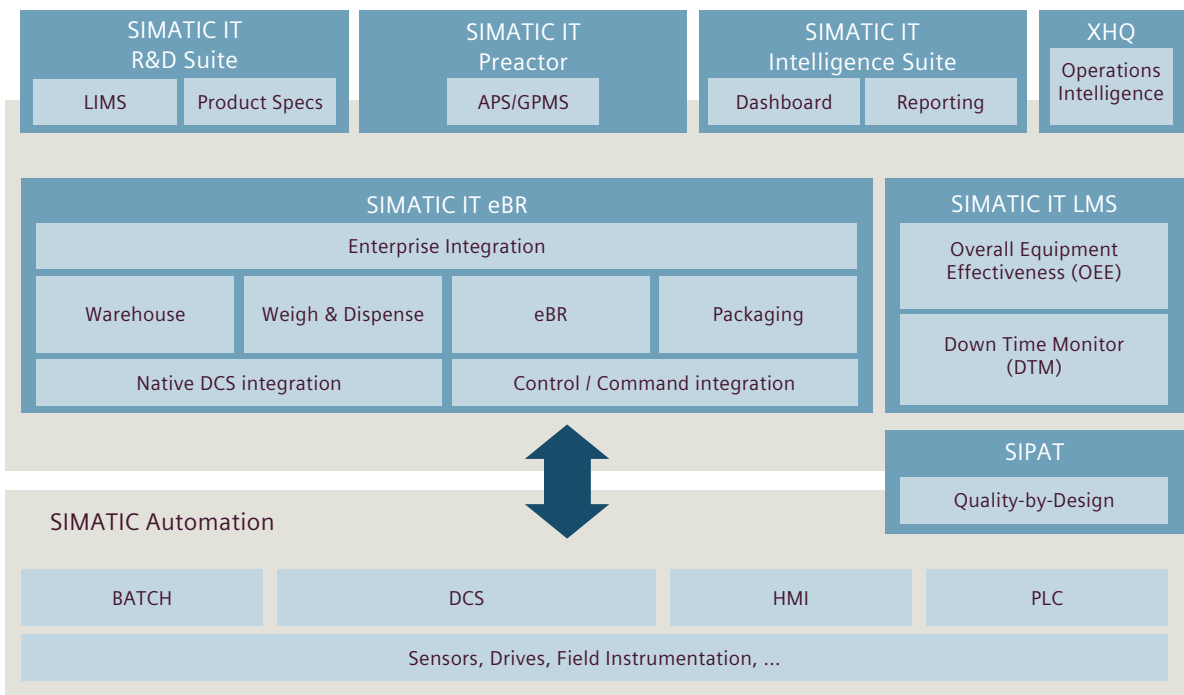 SIMATIC IT
R&D Suite
LIMS
Product Specs
SIMATIC IT
Preactor
APS/GPMS
SIMATIC IT
Intelligence Suite
Dashboard
Reporting
XHQ
Operations
Intelligence
SIMATIC IT eBR
Enterprise Integration
Warehouse
Weigh & Dispense
eBR
Packaging
Native DCS integration
Control / Command integration
SIMATIC IT LMS
Overall Equipment
Effectiveness (OEE)
Down Time Monitor
(DTM)
SIPAT
Quality-by-Design
SIMATIC Automation
BATCH
DCS
HMI
PLC
Sensors, Drives, Field Instrumentation, ...